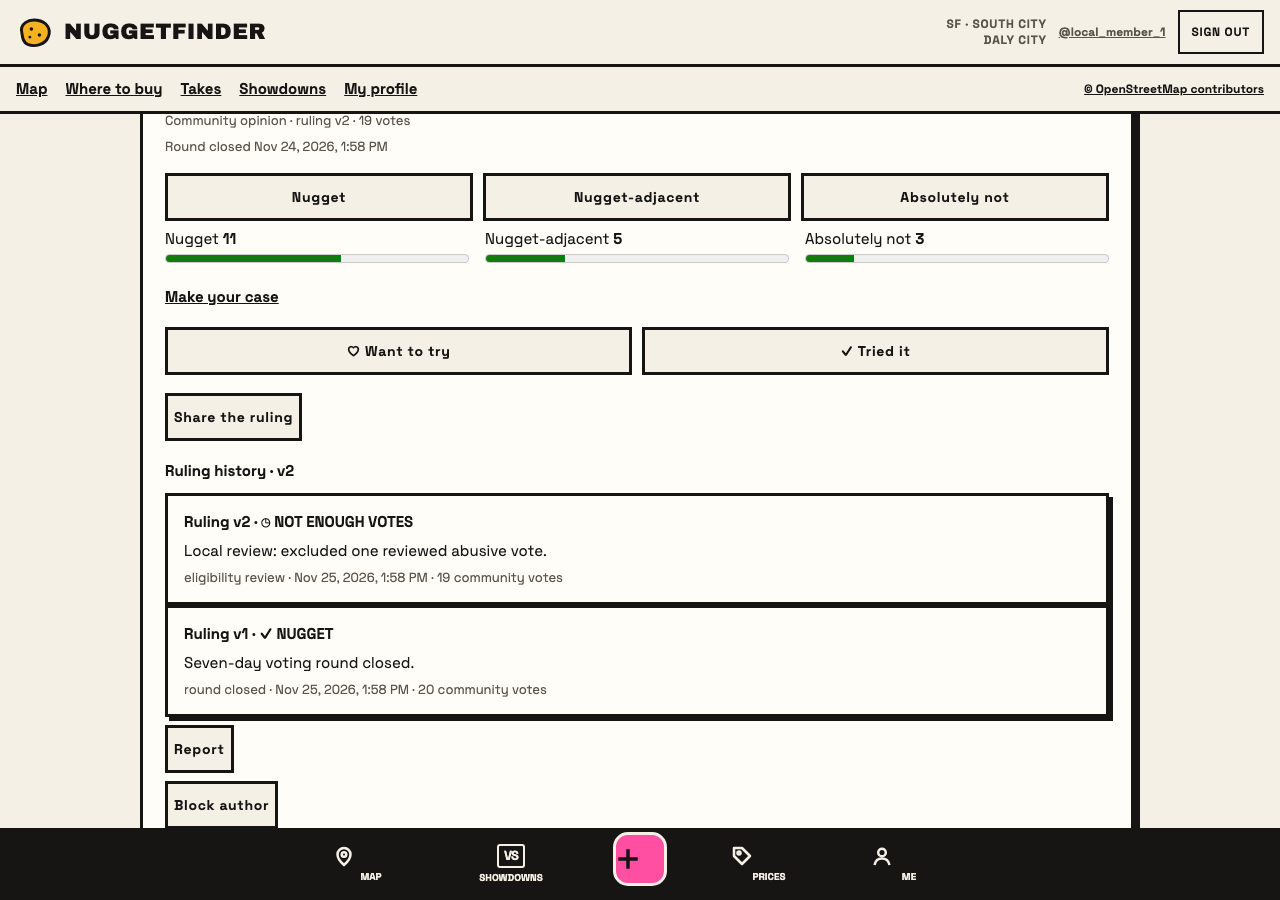 NUGGETFINDER
SF · SOUTH CITY
DALY CITY
@local_member_1
SIGN OUT
Map
Where to buy
Takes
Showdowns
My profile
© OpenStreetMap contributors
Community opinion · ruling v2 · 19 votes
Round closed Nov 24, 2026, 1:58 PM
Nugget
Nugget-adjacent
Absolutely not
Nugget 11
Nugget-adjacent 5
Absolutely not 3
Make your case
♡ Want to try
✓ Tried it
Share the ruling
Ruling history · v2
Ruling v2 · ◷ NOT ENOUGH VOTES
Local review: excluded one reviewed abusive vote.
eligibility review · Nov 25, 2026, 1:58 PM · 19 community votes
Ruling v1 · ✓ NUGGET
Seven-day voting round closed.
round closed · Nov 25, 2026, 1:58 PM · 20 community votes
Report
Block author
MAP
VS
SHOWDOWNS
+
PRICES
ME